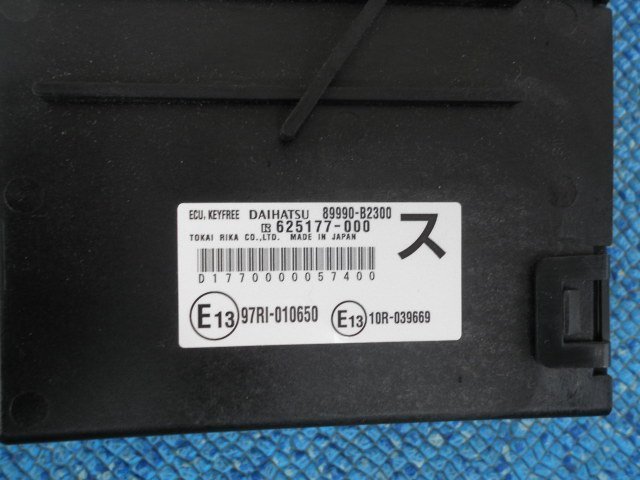 ECU, KEYFREE DAIHATSU 89990-B2300
625177-000
TOKAI RIKA CO.,LTD. MADE IN JAPAN
ス
D1770000057400
E13 97RI-010650 E13 10R-039669